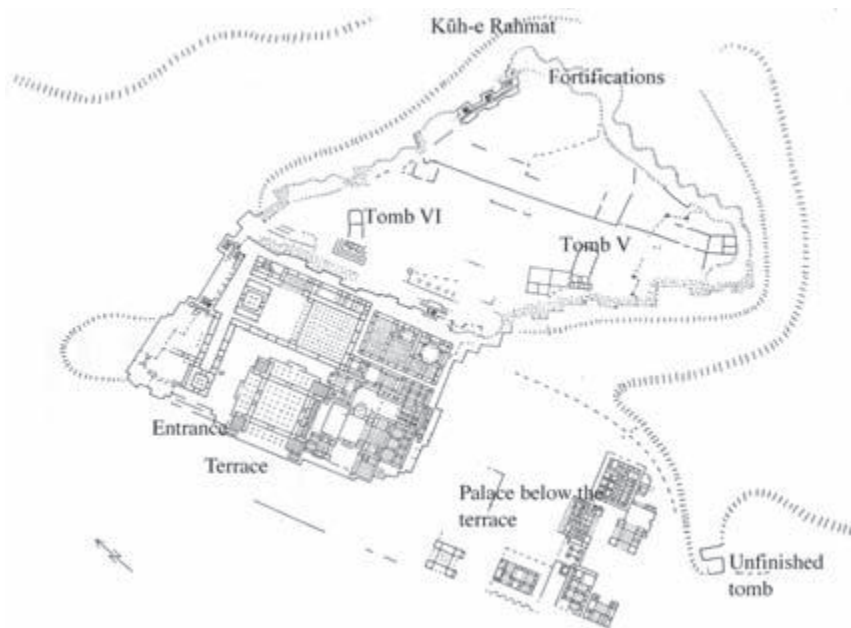 Kūh-e Rahmat
Fortifications
Tomb VI
Tomb V
Entrance
Terrace
Palace below the
terrace
Unfinished
tomb